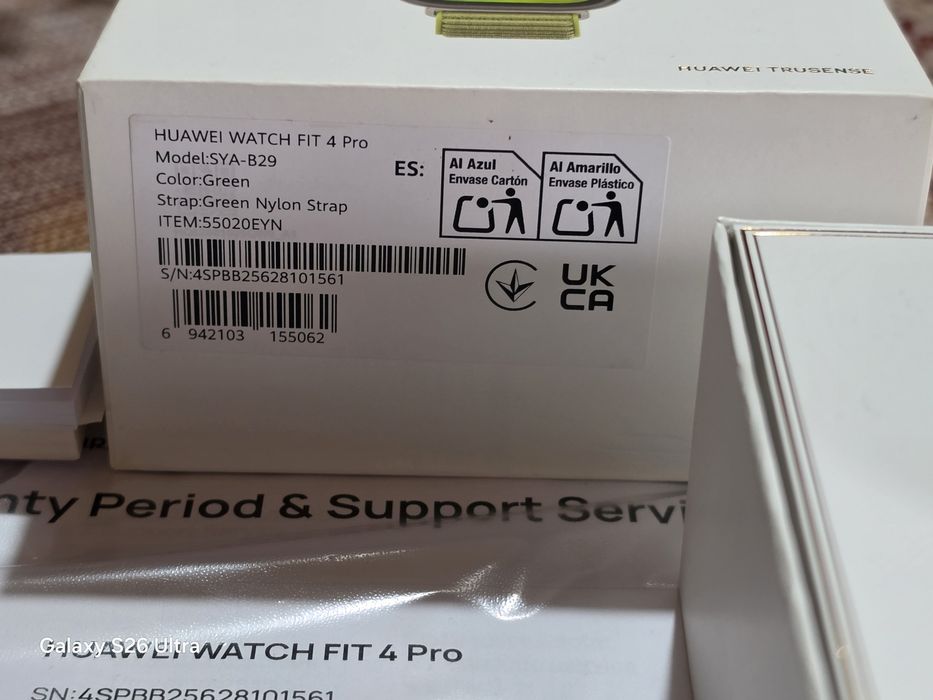 HUAWEI TRUSENSE
HUAWEI WATCH FIT 4 Pro
Model:SYA-B29
Color:Green
Strap:Green Nylon Strap
ITEM:55020EYN
S/N:4SPBB25628101561
6 942103 155062
ES:
Al Azul
Envase Cartón
Al Amarillo
Envase Plástico
UK
CA
nty Period & Support Servi
HUAWEI WATCH FIT 4 Pro
SN:4SPBB25628101561
Galaxy S26 Ultra